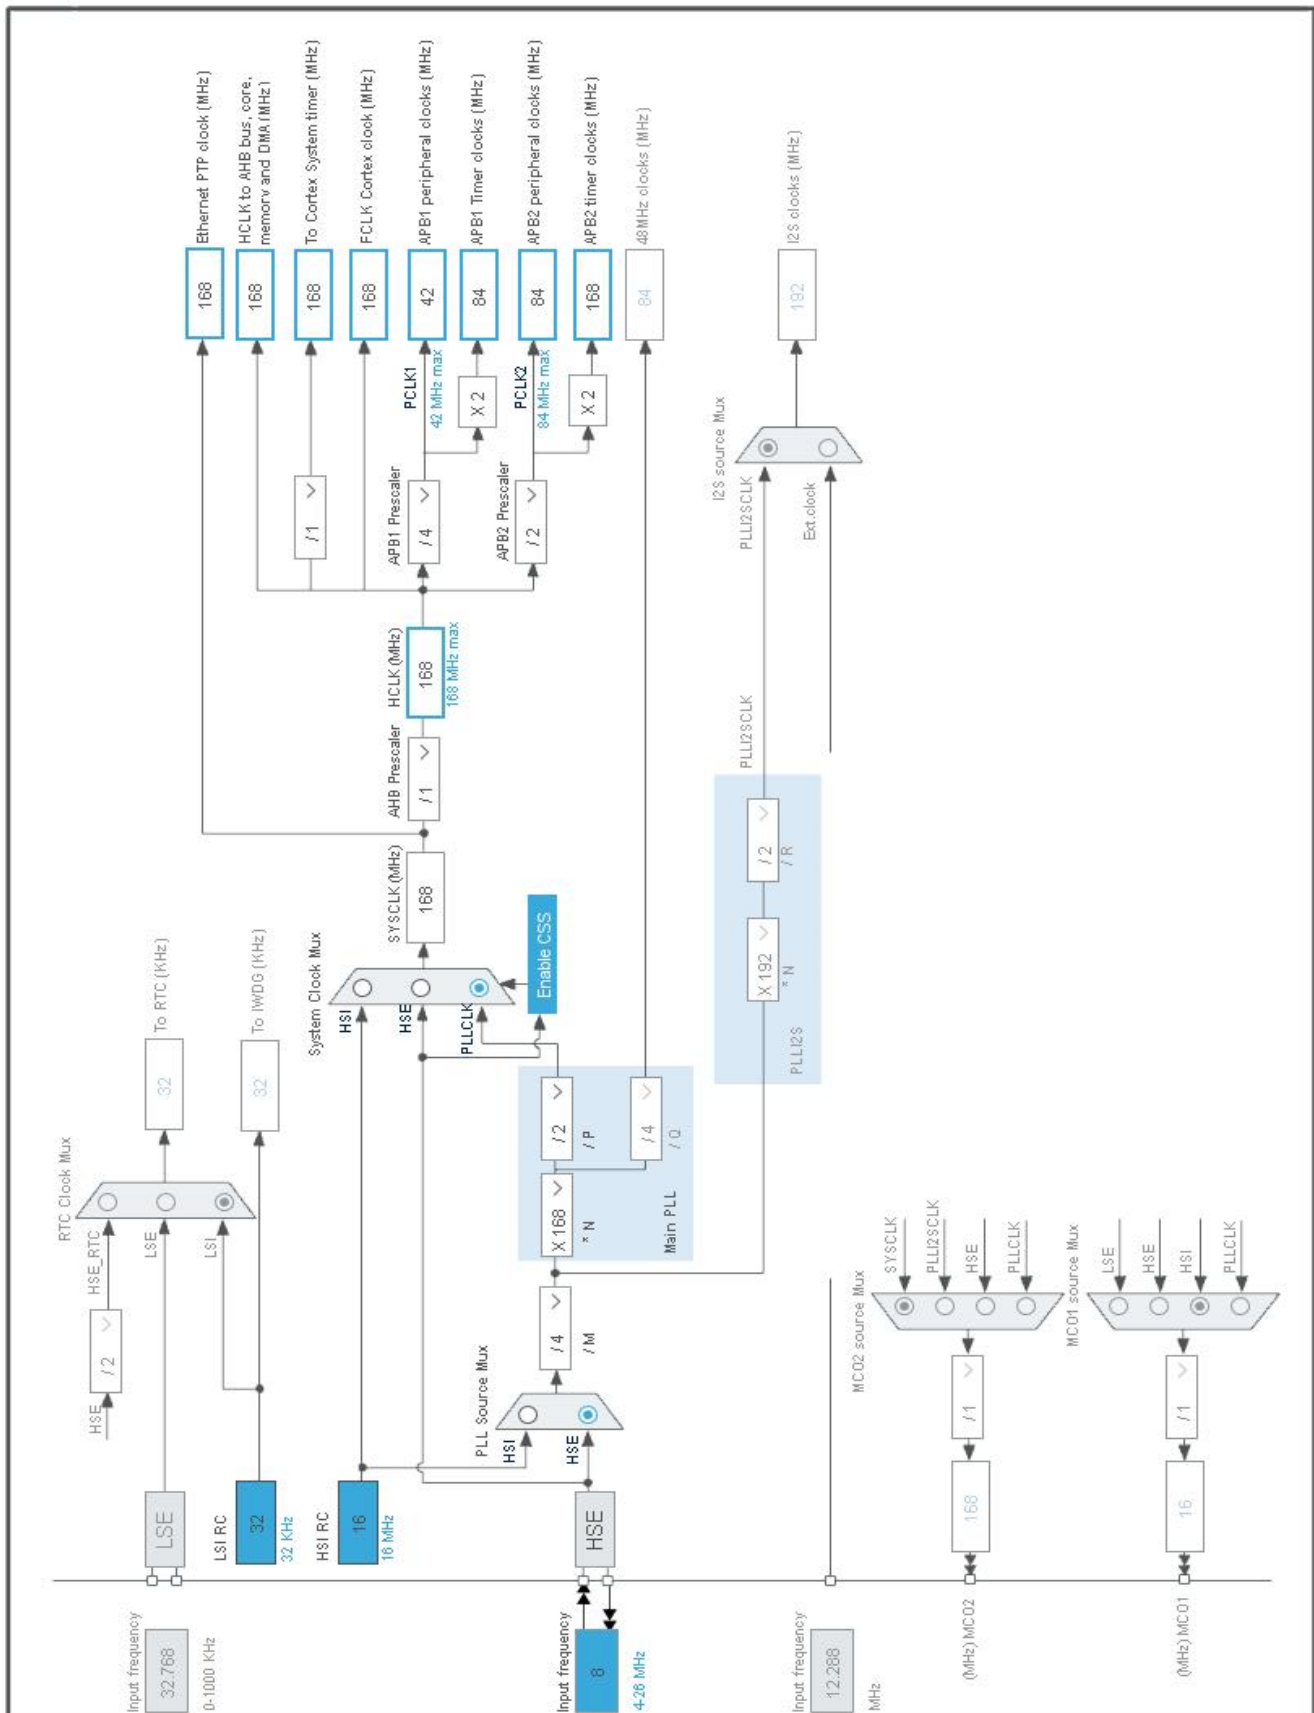 Input frequency
32.768
0-1000 KHz
LSE
HSE
/ 2
HSE_RTC
LSE
LSI
RTC Clock Mux
32
To RTC (KHz)
LSI RC
32
32 KHz
32
To IWDG (KHz)
HSI RC
16
16 MHz
Input frequency
8
4-26 MHz
HSE
PLL Source Mux
HSI
HSE
/ 4
/ M
X 168
* N
/ 2
/ P
/ 4
/ Q
Main PLL
System Clock Mux
HSI
HSE
PLLCLK
Enable CSS
SYSCLK (MHz)
168
AHB Prescaler
/ 1
HCLK (MHz)
168
168 MHz max
168
Ethernet PTP clock (MHz)
168
HCLK to AHB bus, core,
memory and DMA (MHz)
/ 1
168
To Cortex System timer (MHz)
168
FCLK Cortex clock (MHz)
APB1 Prescaler
/ 4
PCLK1
42 MHz max
42
APB1 peripheral clocks (MHz)
X 2
84
APB1 Timer clocks (MHz)
APB2 Prescaler
/ 2
PCLK2
84 MHz max
84
APB2 peripheral clocks (MHz)
X 2
168
APB2 timer clocks (MHz)
84
48MHz clocks (MHz)
PLLI2S
X 192
* N
/ 2
/ R
PLLI2SCLK
PLLI2SCLK
Ext.clock
I2S source Mux
192
I2S clocks (MHz)
Input frequency
12.288
MHz
(MHz) MCO2
168
/ 1
MCO2 source Mux
SYSCLK
PLLI2SCLK
HSE
PLLCLK
(MHz) MCO1
16
/ 1
MCO1 source Mux
LSE
HSE
HSI
PLLCLK